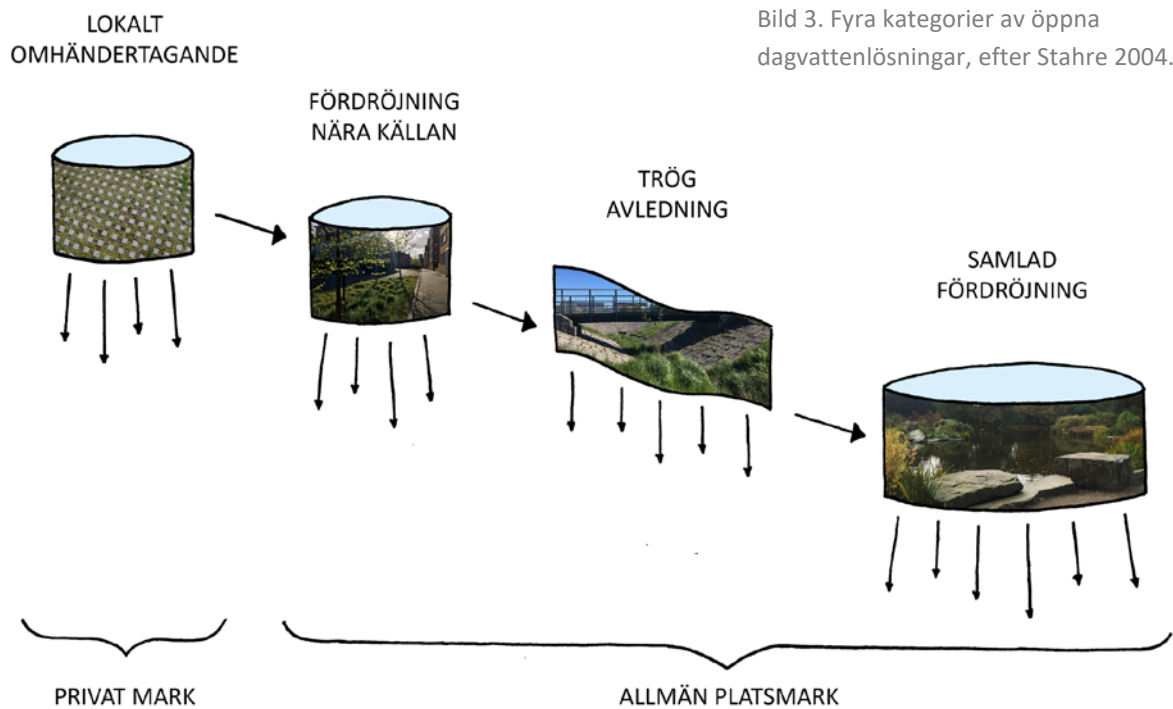 LOKALT
OMHÄNDERTAGANDE
Bild 3. Fyra kategorier av öppna
dagvattenlösningar, efter Stahre 2004.
FÖRDRÖJNING
NÄRA KÄLLAN
TRÖG
AVLEDNING
SAMLAD
FÖRDRÖJNING
PRIVAT MARK
ALLMÄN PLATSMARK